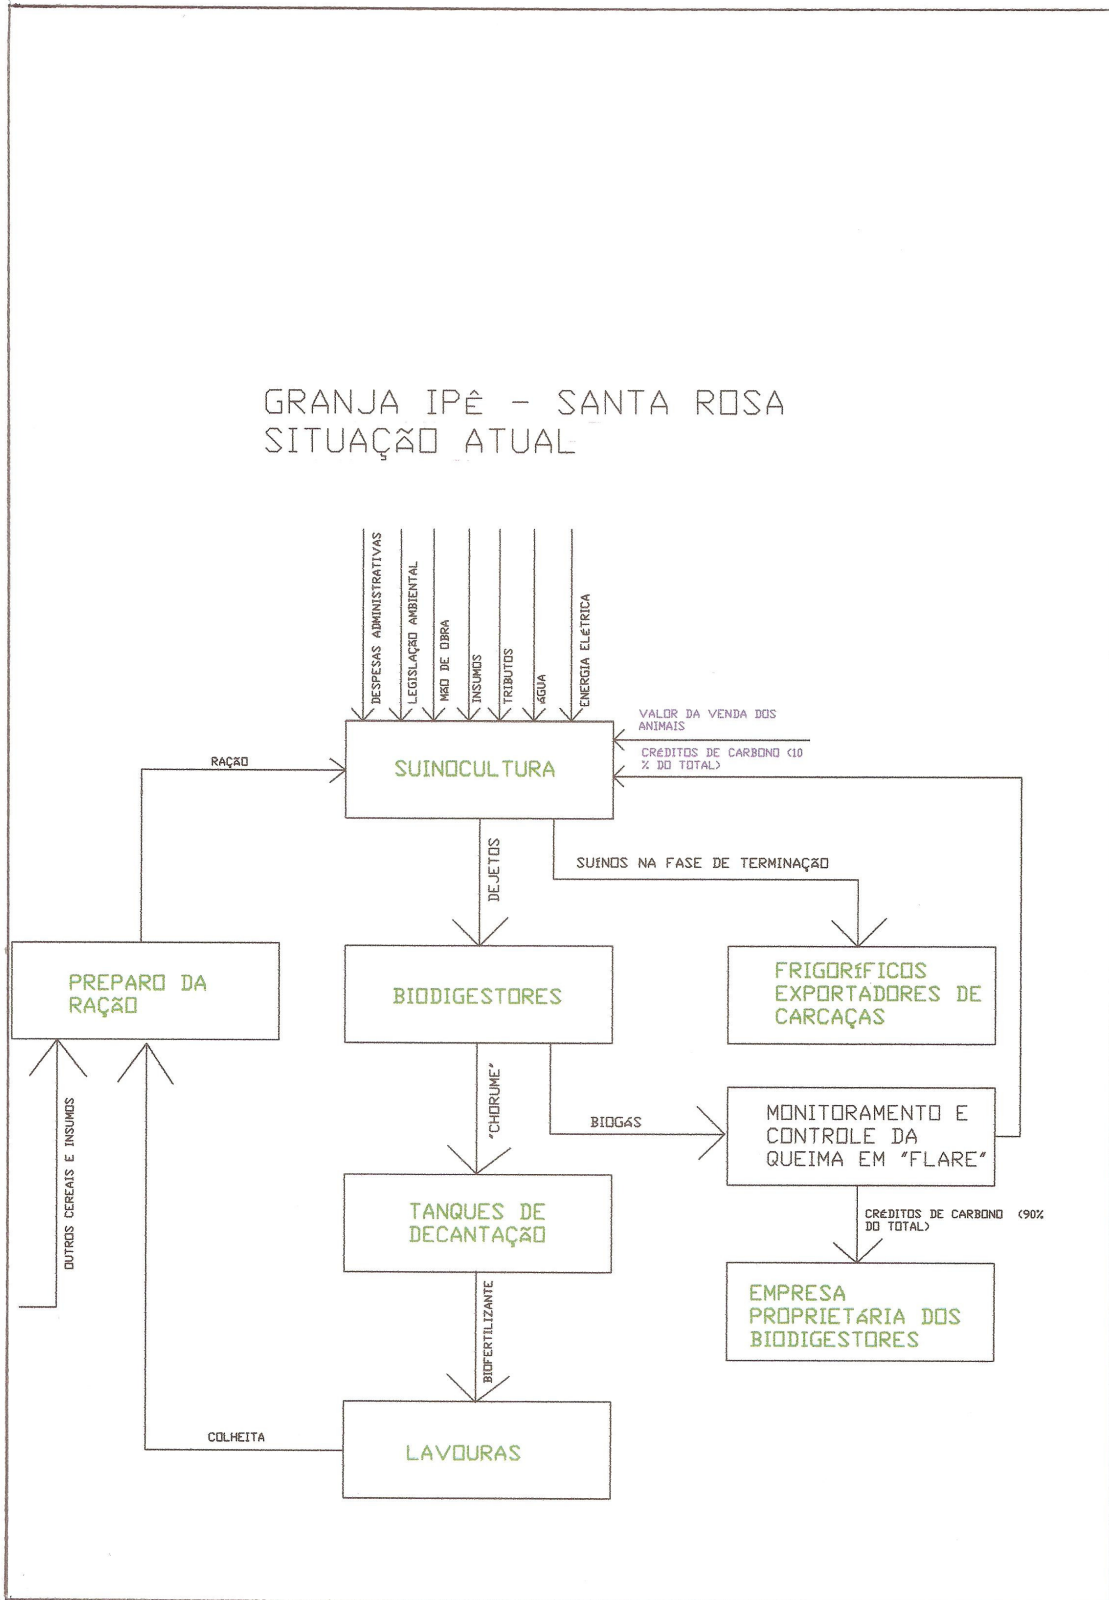 GRANJA IPÊ - SANTA ROSA
SITUAÇÃO ATUAL
DESPESAS ADMINISTRATIVAS
LEGISLAÇÃO AMBIENTAL
MÃO DE OBRA
INSUMOS
TRIBUTOS
ÁGUA
ENERGIA ELÉTRICA
VALOR DA VENDA DOS
ANIMAIS
CRÉDITOS DE CARBONO (10
% DO TOTAL)
RAÇÃO
SUINOCULTURA
DEJETOS
SUÍNOS NA FASE DE TERMINAÇÃO
PREPARO DA
RAÇÃO
BIODIGESTORES
FRIGORÍFICOS
EXPORTADORES DE
CARCAÇAS
OUTROS CEREAIS E INSUMOS
"CHORUME"
BIOGÁS
MONITORAMENTO E
CONTROLE DA
QUEIMA EM "FLARE"
TANQUES DE
DECANTAÇÃO
CRÉDITOS DE CARBONO (90%
DO TOTAL)
BIOFERTILIZANTE
EMPRESA
PROPRIETÁRIA DOS
BIODIGESTORES
COLHEITA
LAVOURAS